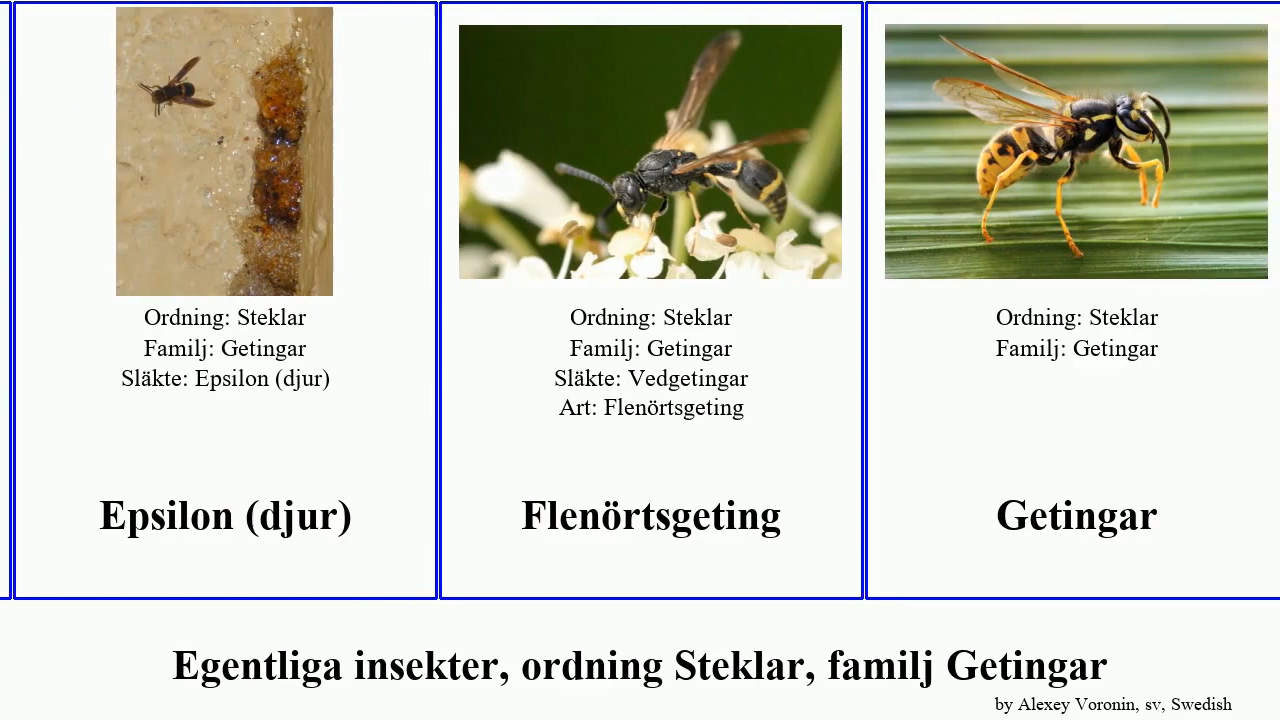 Ordning: Steklar
Familj: Getingar
Släkte: Epsilon (djur)
Epsilon (djur)
Ordning: Steklar
Familj: Getingar
Släkte: Vedgetingar
Art: Flenörtsgeting
Flenörtsgeting
Ordning: Steklar
Familj: Getingar
Getingar
Egentliga insekter, ordning Steklar, familj Getingar
by Alexey Voronin, sv, Swedish